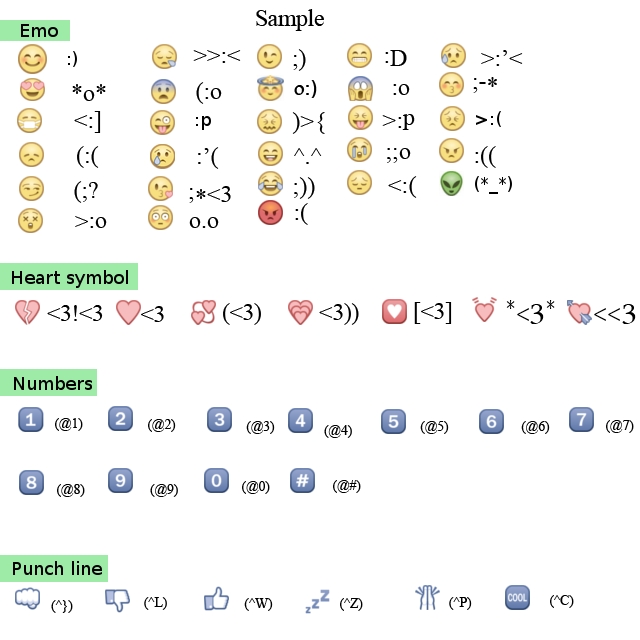 Sample
Emo
:) >>:< ;) :D >:’<
*o* (:o o:) :o ;-*
<:] :p )>{ >:p >:(
(:( :’( ^.^ ;;o :((
(;? ;*<3 ;)) <:( (*_*)
>:o o.o :(
Heart symbol
<3!<3 <3 (<3) <3)) [<3] *<3* <<3
Numbers
1 (@1) 2 (@2) 3 (@3) 4 (@4) 5 (@5) 6 (@6) 7 (@7)
8 (@8) 9 (@9) 0 (@0) # (@#)
Punch line
(^}) (^L) (^W) zzZ (^Z) (^P) COOL (^C)